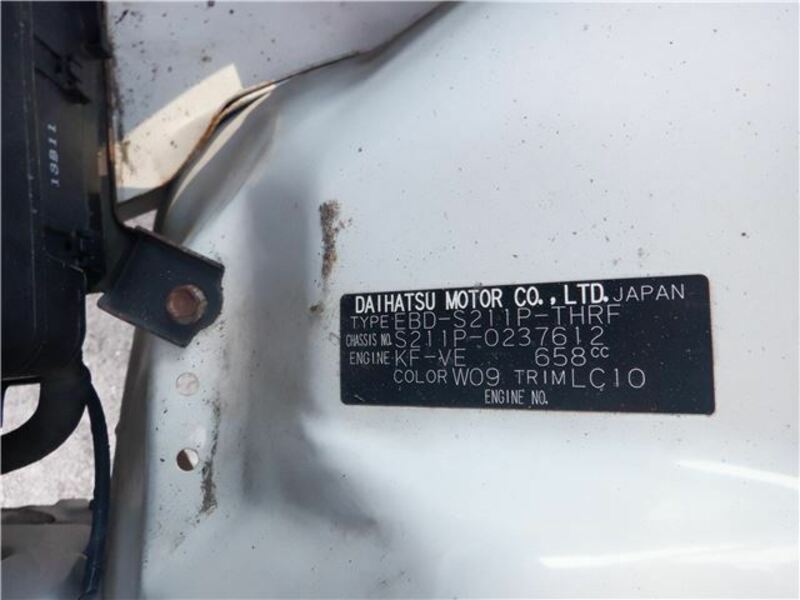 13B11
DAIHATSU MOTOR CO., LTD. JAPAN
TYPE EBD-S211P-THRF
CHASSIS NO. S211P-0237612
ENGINE KF-VE 658cc
COLOR W09 TRIM LC10
ENGINE NO.